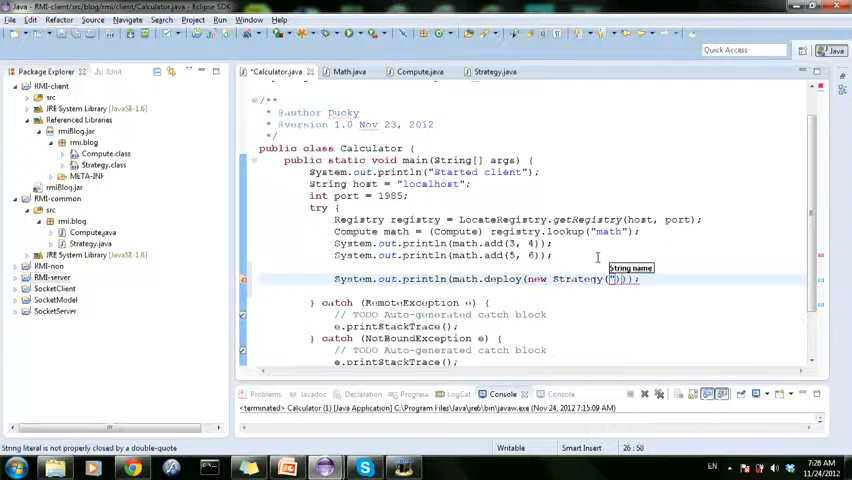 Java - RMI-client/src/blog/rmi/client/Calculator.java - Eclipse SDK
File Edit Refactor Source Navigate Search Project Run Window Help
Quick Access Java
Package Explorer JUnit
*Calculator.java Math.java Compute.java Strategy.java
RMI-client
src
JRE System Library [JavaSE-1.6]
Referenced Libraries
rmiBlog.jar
rmi.blog
Compute.class
Strategy.class
META-INF
rmiBlog.jar
RMI-common
src
rmi.blog
Compute.java
Strategy.java
JRE System Library [JavaSE-1.6]
RMI-non
RMI-server
SocketClient
SocketModel
SocketServer
/**
* @author Ducky
* @version 1.0 Nov 23, 2012
*/
public class Calculator {
public static void main(String[] args) {
System.out.println("Started client");
String host = "localhost";
int port = 1985;
try {
Registry registry = LocateRegistry.getRegistry(host, port);
Compute math = (Compute) registry.lookup("math");
System.out.println(math.add(3, 4));
System.out.println(math.add(5, 6));
String name
System.out.println(math.deploy(new Strategy(")));
} catch (RemoteException e) {
// TODO Auto-generated catch block
e.printStackTrace();
} catch (NotBoundException e) {
// TODO Auto-generated catch block
e.printStackTrace();
Problems Javadoc Declaration Progress LogCat Console Console
<terminated> Calculator (1) [Java Application] C:\Program Files\Java\jre6\bin\javaw.exe (Nov 24, 2012 7:15:09 AM)
String literal is not properly closed by a double-quote
Writable Smart Insert 26 : 58
EN
7:26 AM
11/24/2012